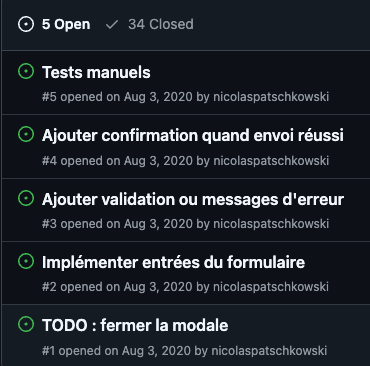 5 Open 34 Closed
Tests manuels
#5 opened on Aug 3, 2020 by nicolaspatschkowski
Ajouter confirmation quand envoi réussi
#4 opened on Aug 3, 2020 by nicolaspatschkowski
Ajouter validation ou messages d'erreur
#3 opened on Aug 3, 2020 by nicolaspatschkowski
Implémenter entrées du formulaire
#2 opened on Aug 3, 2020 by nicolaspatschkowski
TODO : fermer la modale
#1 opened on Aug 3, 2020 by nicolaspatschkowski